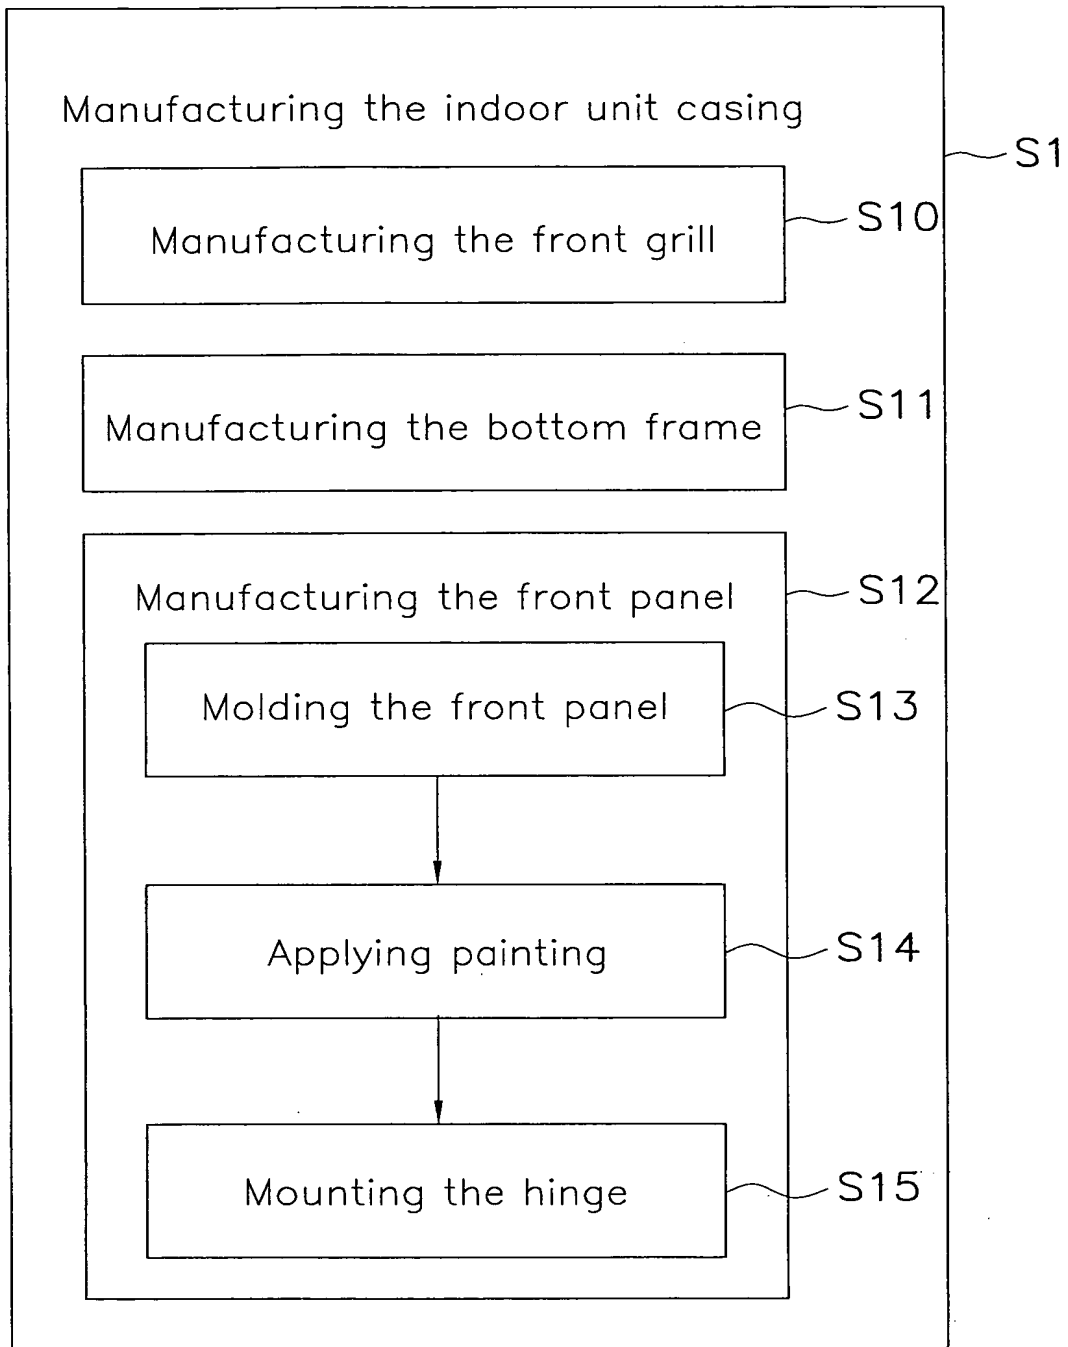 Manufacturing the indoor unit casing
S1
Manufacturing the front grill
S10
Manufacturing the bottom frame
S11
Manufacturing the front panel
S12
Molding the front panel
S13
Applying painting
S14
Mounting the hinge
S15